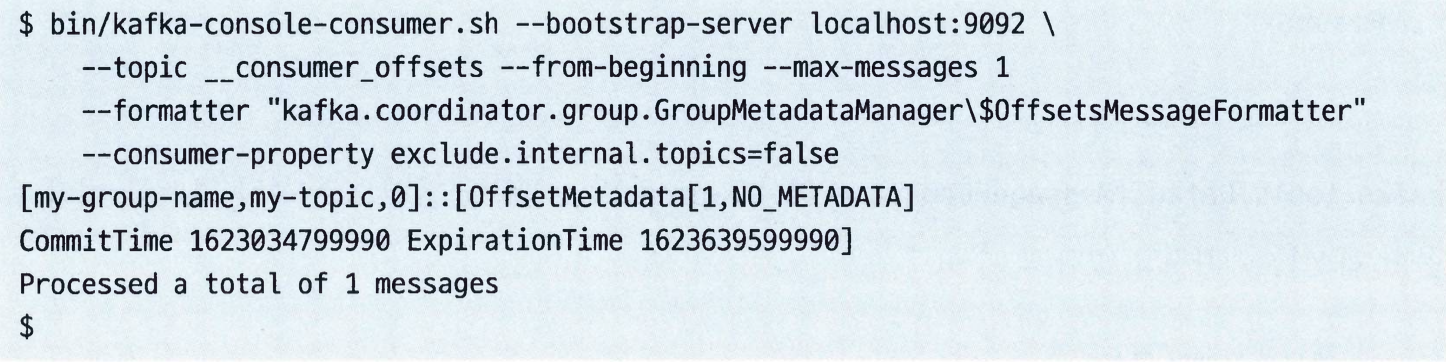 $ bin/kafka-console-consumer.sh --bootstrap-server localhost:9092 \
    --topic __consumer_offsets --from-beginning --max-messages 1
    --formatter "kafka.coordinator.group.GroupMetadataManager\$OffsetsMessageFormatter"
    --consumer-property exclude.internal.topics=false
[my-group-name,my-topic,0]::[OffsetMetadata[1,NO_METADATA]
CommitTime 1623034799990 ExpirationTime 1623639599990]
Processed a total of 1 messages
$